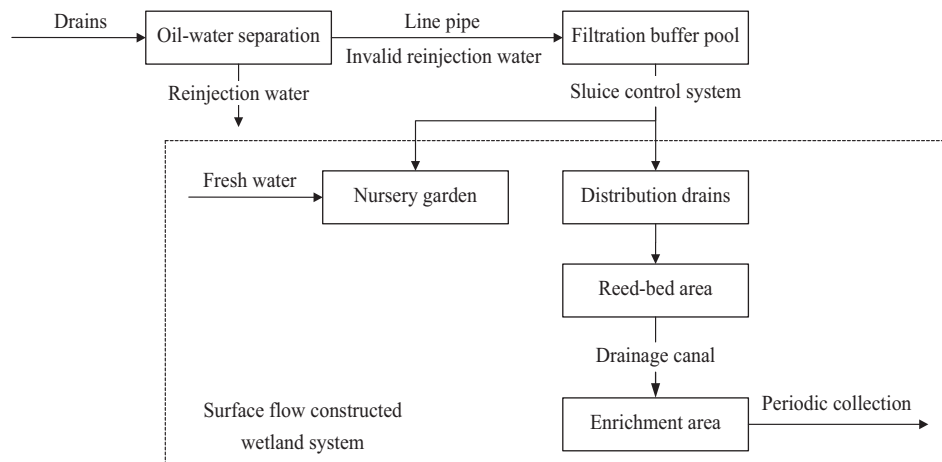 Drains
Oil-water separation
Line pipe
Invalid reinjection water
Filtration buffer pool
Reinjection water
Sluice control system
Fresh water
Nursery garden
Distribution drains
Reed-bed area
Drainage canal
Enrichment area
Periodic collection
Surface flow constructed
wetland system